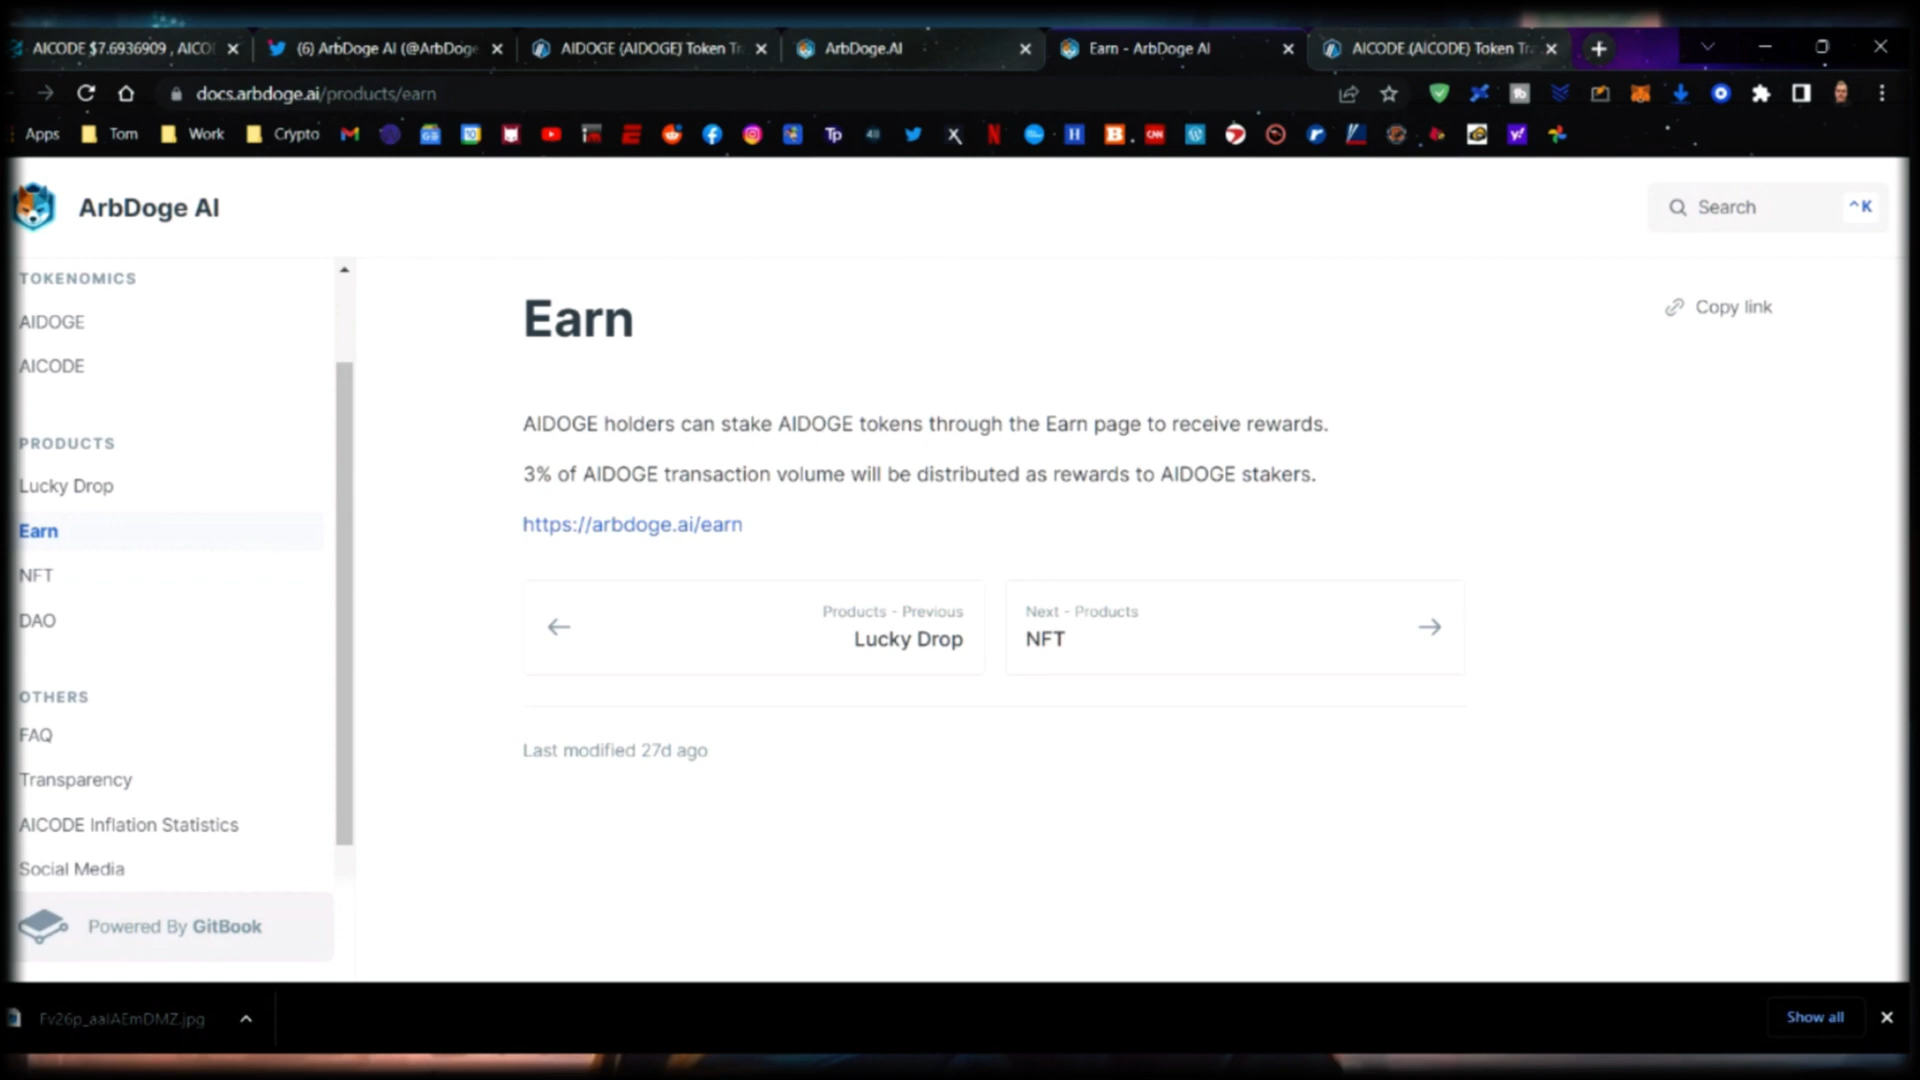 AICODE $7.6936909 , AICO
(6) ArbDoge AI (@ArbDoge
AIDOGE (AIDOGE) Token Tr
ArbDoge.AI
Earn - ArbDoge AI
AICODE (AICODE) Token Tra
docs.arbdoge.ai/products/earn
Apps
Tom
Work
Crypto
ArbDoge AI
Search
^K
TOKENOMICS
AIDOGE
AICODE
PRODUCTS
Lucky Drop
Earn
NFT
DAO
OTHERS
FAQ
Transparency
AICODE Inflation Statistics
Social Media
Powered By GitBook
Earn
Copy link
AIDOGE holders can stake AIDOGE tokens through the Earn page to receive rewards.
3% of AIDOGE transaction volume will be distributed as rewards to AIDOGE stakers.
https://arbdoge.ai/earn
Products - Previous
Lucky Drop
Next - Products
NFT
Last modified 27d ago
Show all